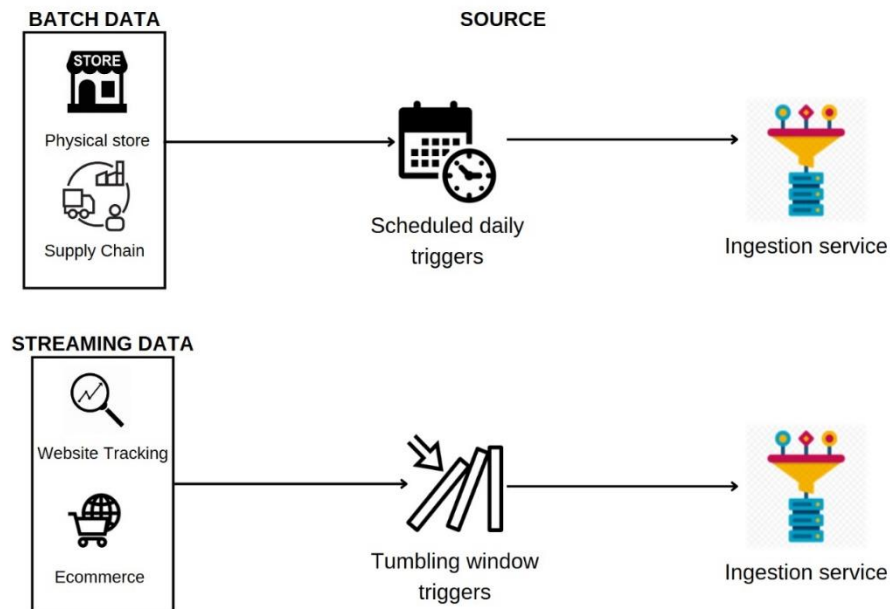 BATCH DATA
SOURCE
STORE
Physical store
Supply Chain
Scheduled daily
triggers
Ingestion service
STREAMING DATA
Website Tracking
Ecommerce
Tumbling window
triggers
Ingestion service